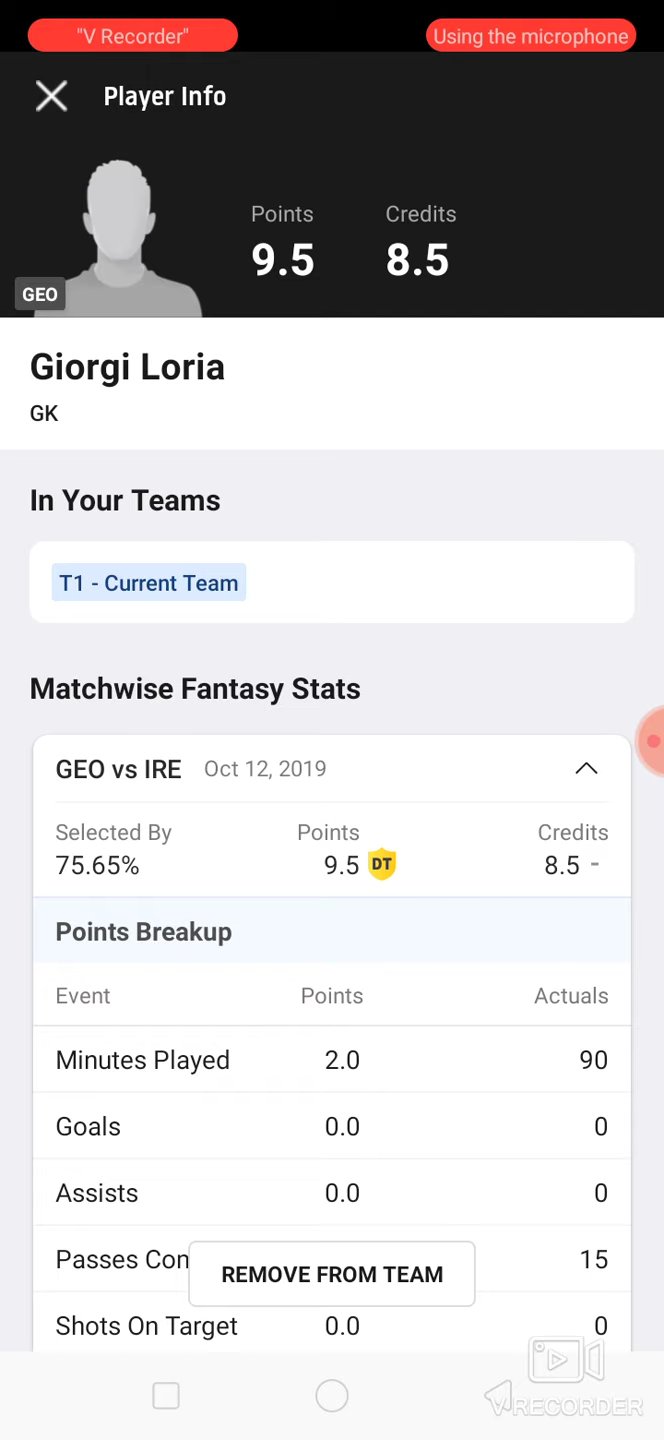 "V Recorder" Using the microphone
Player Info
Points Credits
9.5 8.5
GEO
Giorgi Loria
GK
In Your Teams
T1 - Current Team
Matchwise Fantasy Stats
GEO vs IRE Oct 12, 2019
Selected By Points Credits
75.65% 9.5 DT 8.5 -
Points Breakup
Event Points Actuals
Minutes Played 2.0 90
Goals 0.0 0
Assists 0.0 0
Passes Con 15
REMOVE FROM TEAM
Shots On Target 0.0 0
VRECORDER